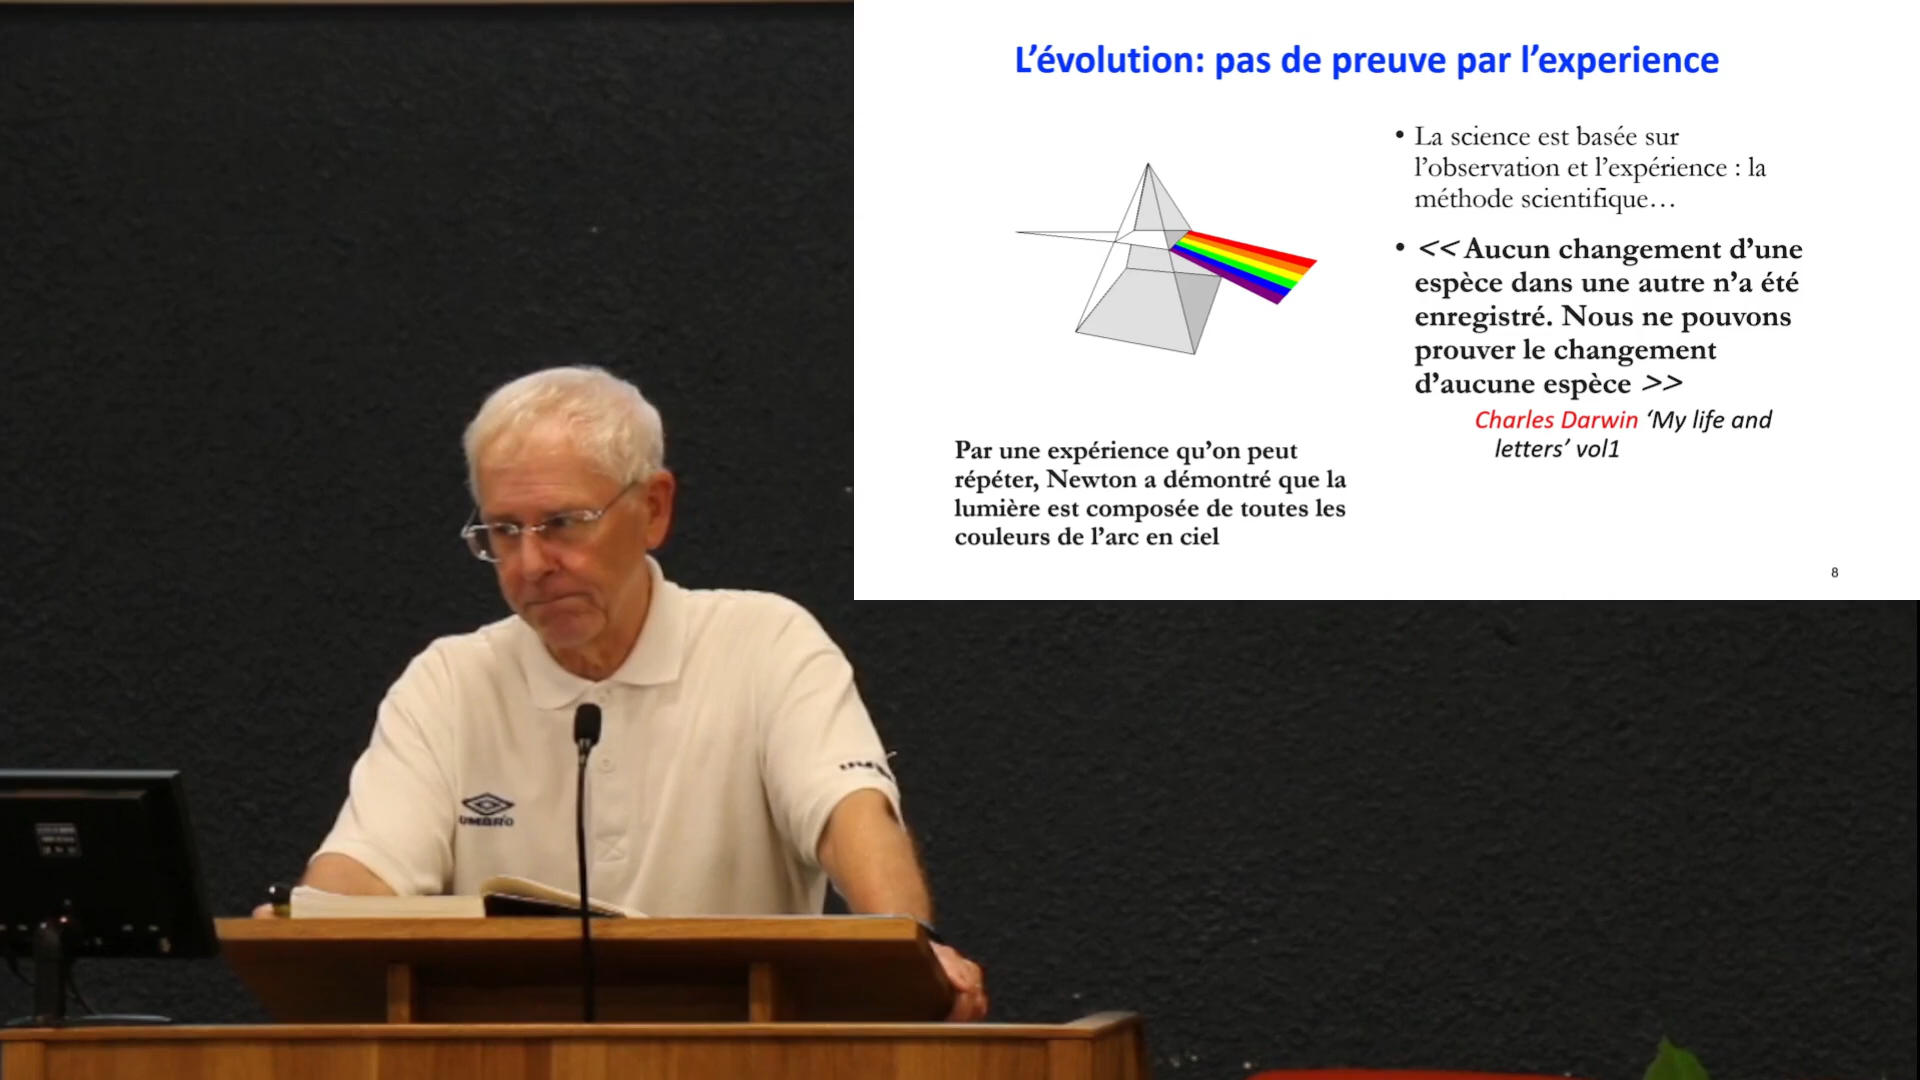 L’évolution: pas de preuve par l’experience
• La science est basée sur
l’observation et l’expérience : la
méthode scientifique…
• << Aucun changement d’une
espèce dans une autre n’a été
enregistré. Nous ne pouvons
prouver le changement
d’aucune espèce >>
Charles Darwin ‘My life and
letters’ vol1
Par une expérience qu’on peut
répéter, Newton a démontré que la
lumière est composée de toutes les
couleurs de l’arc en ciel
8
UMBRO